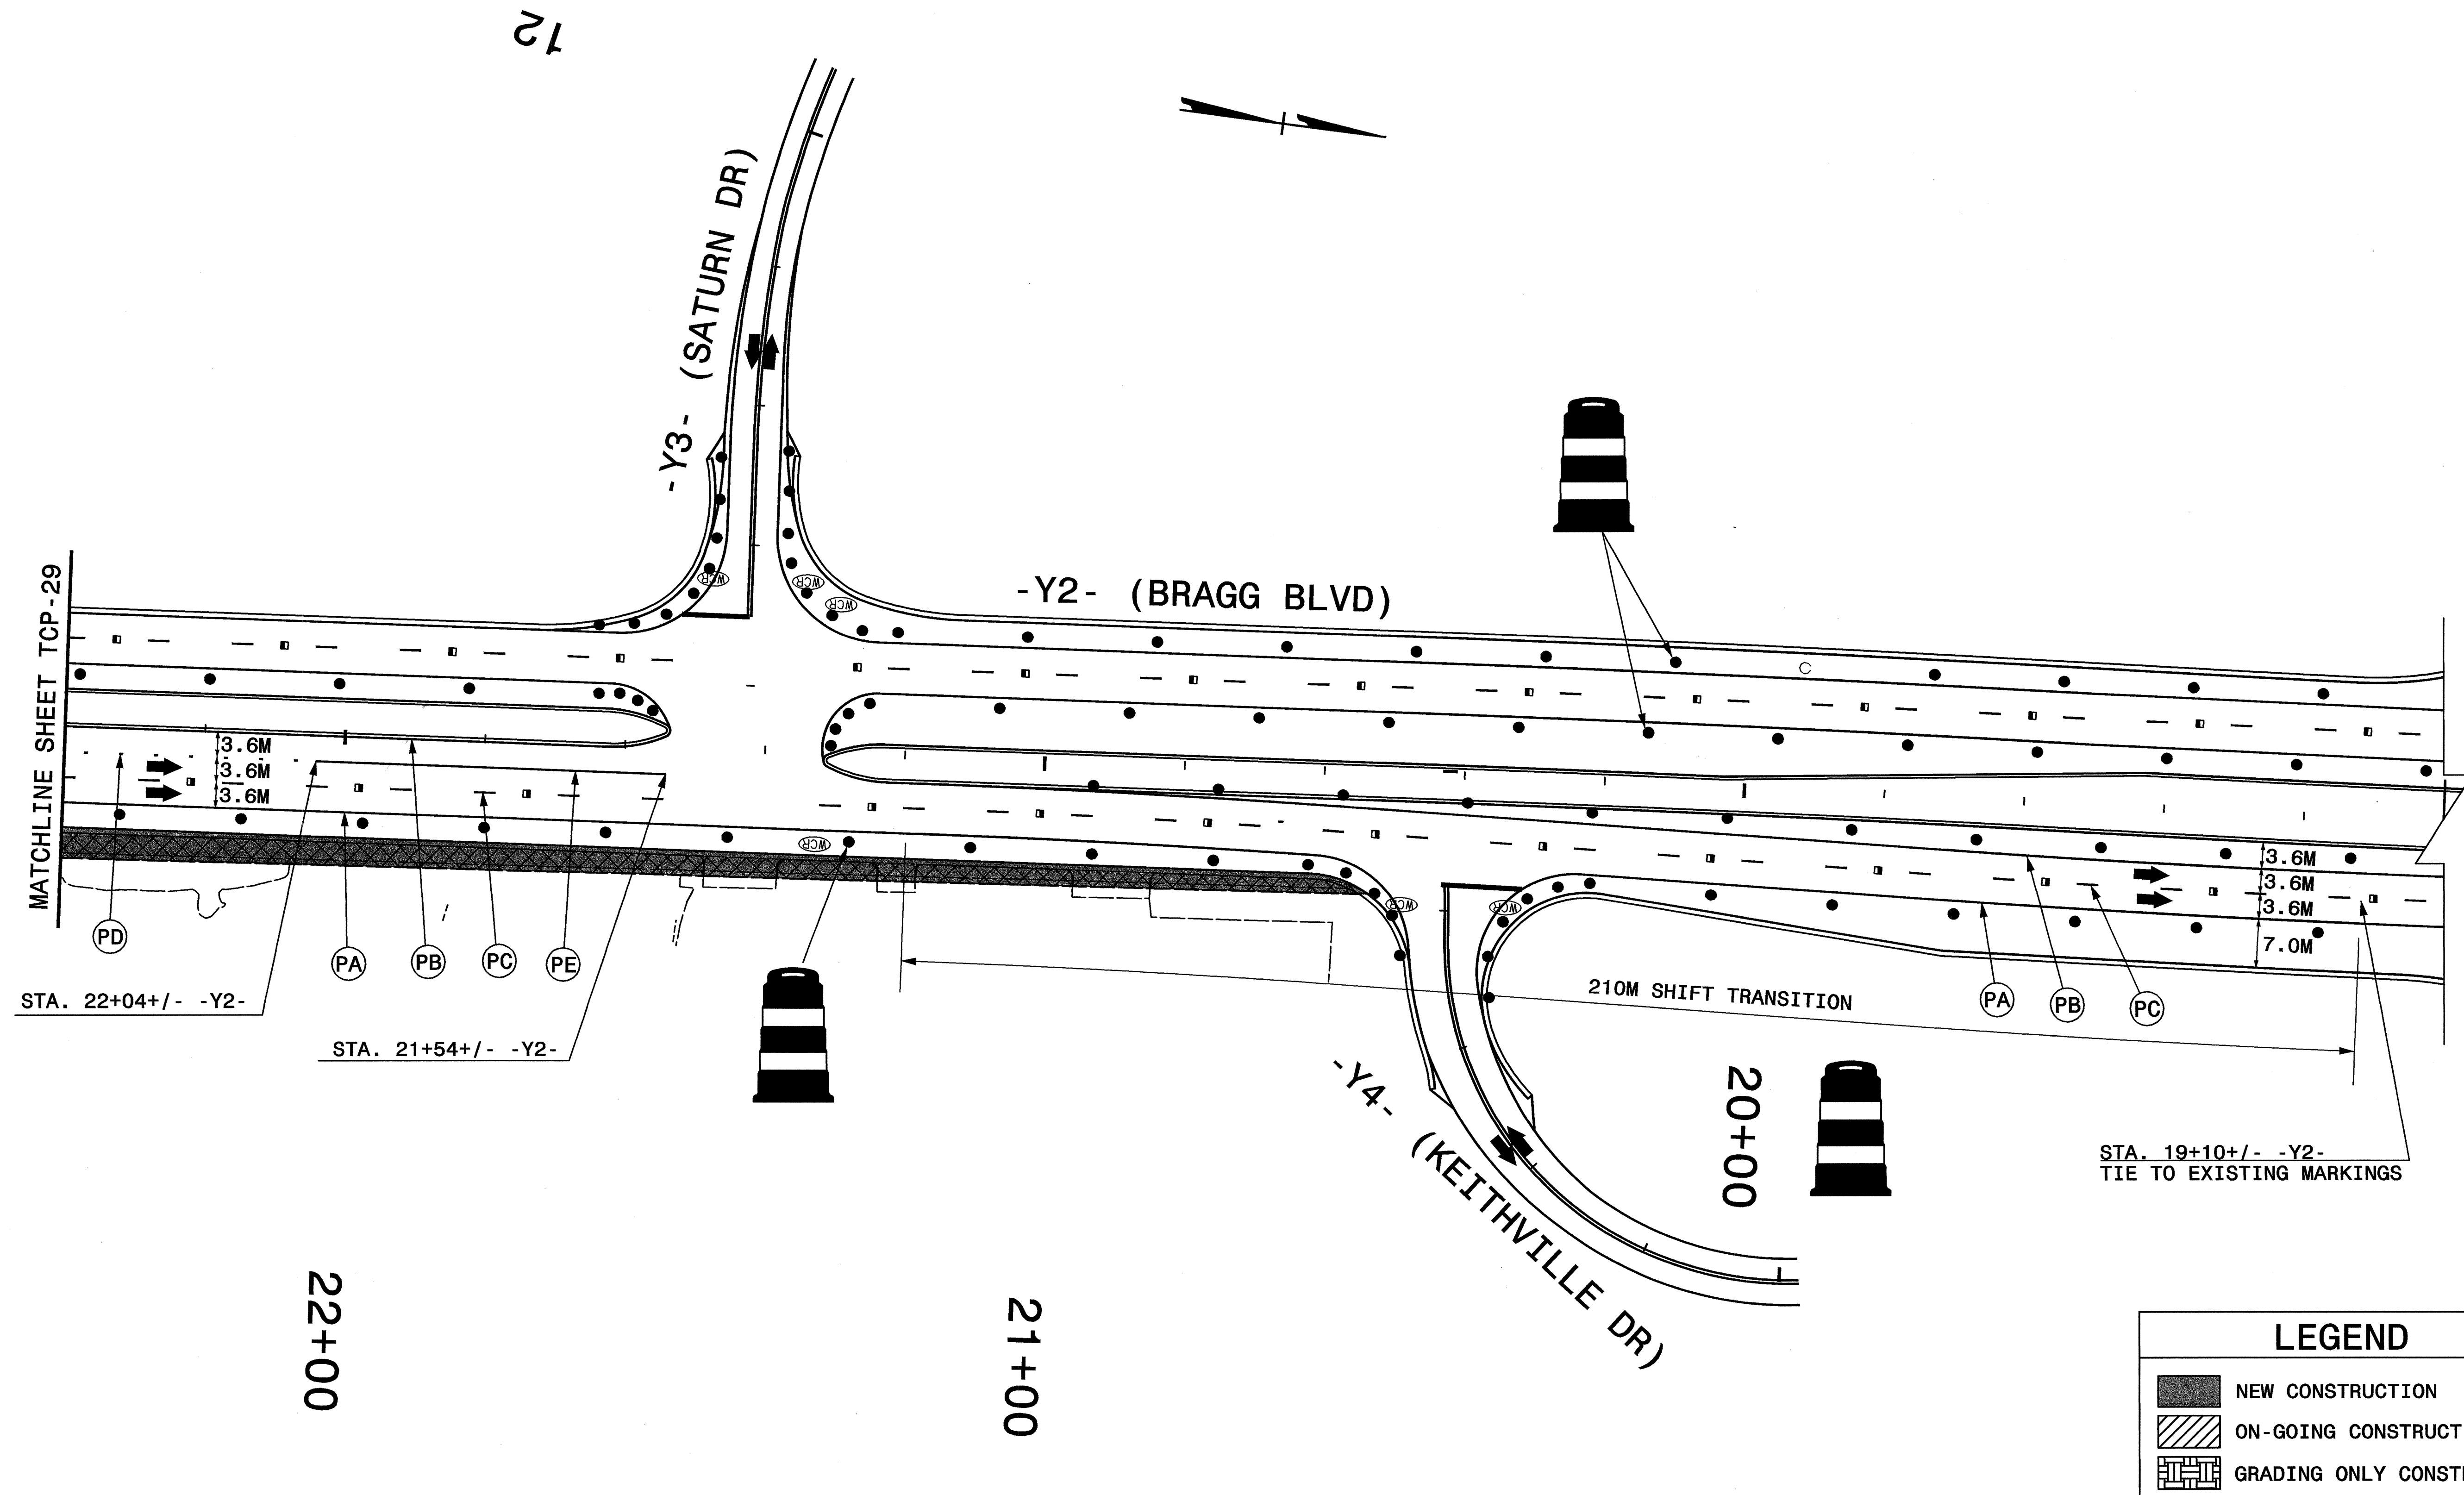 12
-Y3- (SATURN DR)
MATCHLINE SHEET TCP-29
-Y2- (BRAGG BLVD)
WCR
WCR
WCR
3.6M
3.6M
3.6M
WCR
WCR
WCR
3.6M
3.6M
3.6M
7.0M
PD
PA
PB
PC
PE
210M SHIFT TRANSITION
PA
PB
PC
STA. 22+04+/- -Y2-
STA. 21+54+/- -Y2-
-Y4- (KEITHVILLE DR)
STA. 19+10+/- -Y2-
TIE TO EXISTING MARKINGS
22+00
21+00
20+00
LEGEND
NEW CONSTRUCTION
ON-GOING CONSTRUCT
GRADING ONLY CONST